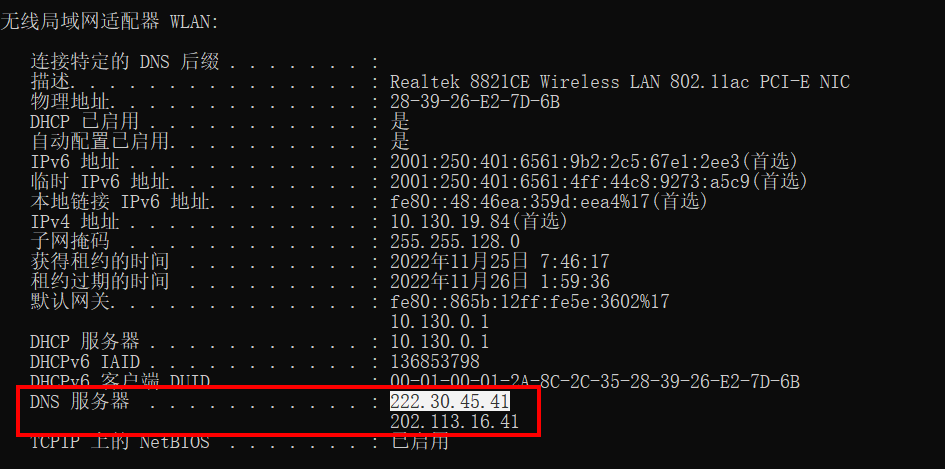 无线局域网适配器 WLAN:
连接特定的 DNS 后缀 . . . . . . . :
描述. . . . . . . . . . . . . . . : Realtek 8821CE Wireless LAN 802.11ac PCI-E NIC
物理地址. . . . . . . . . . . . . : 28-39-26-E2-7D-6B
DHCP 已启用 . . . . . . . . . . . : 是
自动配置已启用. . . . . . . . . . : 是
IPv6 地址 . . . . . . . . . . . . : 2001:250:401:6561:9b2:2c5:67e1:2ee3(首选)
临时 IPv6 地址. . . . . . . . . . : 2001:250:401:6561:4ff:44c8:9273:a5c9(首选)
本地链接 IPv6 地址. . . . . . . . : fe80::48:46ea:359d:eea4%17(首选)
IPv4 地址 . . . . . . . . . . . . : 10.130.19.84(首选)
子网掩码 . . . . . . . . . . . . : 255.255.128.0
获得租约的时间 . . . . . . . . . : 2022年11月25日 7:46:17
租约过期的时间 . . . . . . . . . : 2022年11月26日 1:59:36
默认网关. . . . . . . . . . . . . : fe80::865b:12ff:fe5e:3602%17
10.130.0.1
DHCP 服务器 . . . . . . . . . . . : 10.130.0.1
DHCPv6 IAID . . . . . . . . . . . : 136853798
DHCPv6 客户端 DUID . . . . . . . : 00-01-00-01-2A-8C-2C-35-28-39-26-E2-7D-6B
DNS 服务器 . . . . . . . . . . . : 222.30.45.41
202.113.16.41
TCPIP 上的 NetBIOS . . . . . . . : 已启用